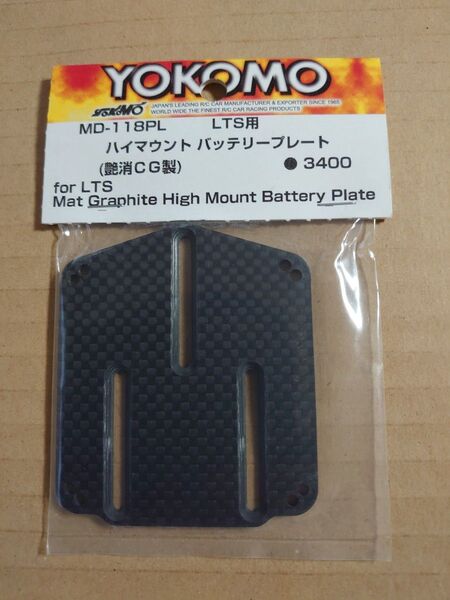 YOKOMO
YOKOMO
JAPAN'S LEADING R/C CAR MANUFACTURER & EXPORTER SINCE 1965
WORLD WIDE THE FINEST R/C CAR RACING PRODUCTS
MD-118PL LTS用
ハイマウント バッテリープレート
(艶消CG製) ●3400
for LTS
Mat Graphite High Mount Battery Plate